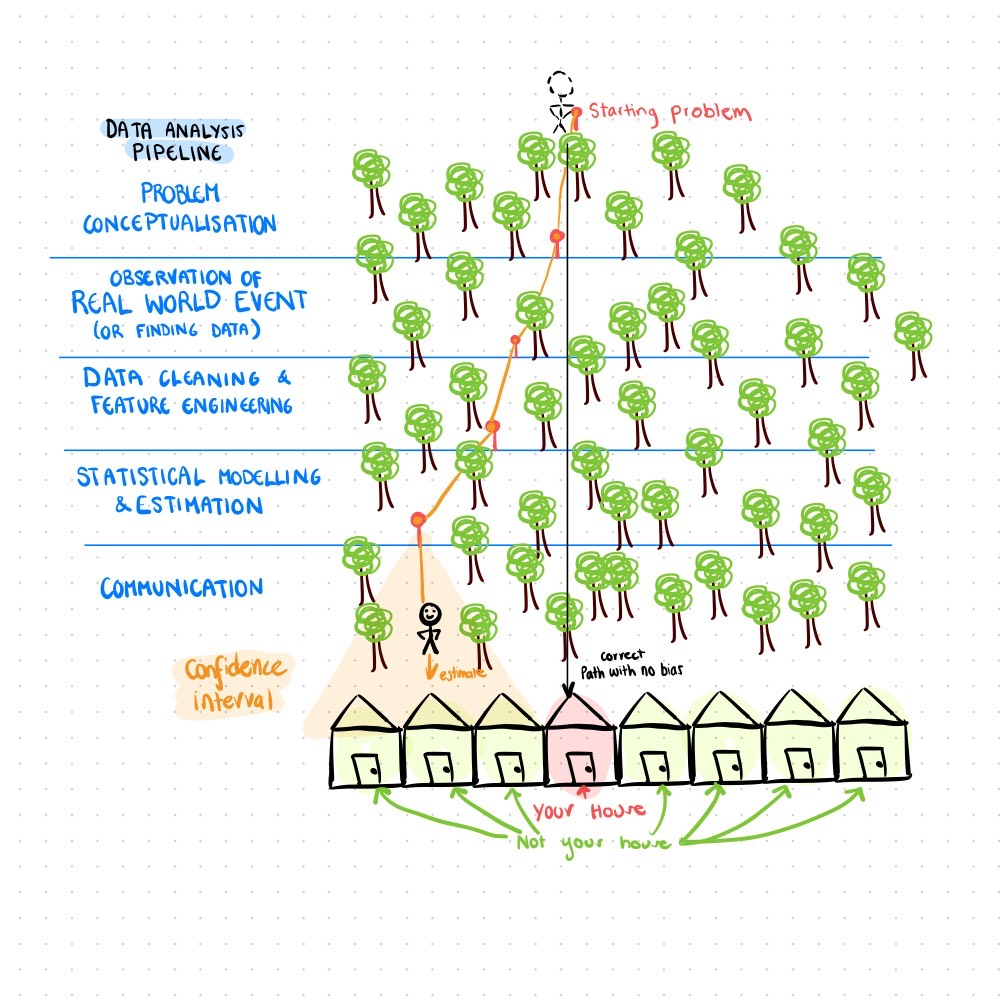 Starting problem
DATA ANALYSIS
PIPELINE
PROBLEM
CONCEPTUALISATION
OBSERVATION OF
REAL WORLD EVENT
(OR FINDING DATA)
DATA CLEANING &
FEATURE ENGINEERING
STATISTICAL MODELLING
& ESTIMATION
COMMUNICATION
Confidence
interval
estimate
correct
Path with no bias
Your House
Not your house